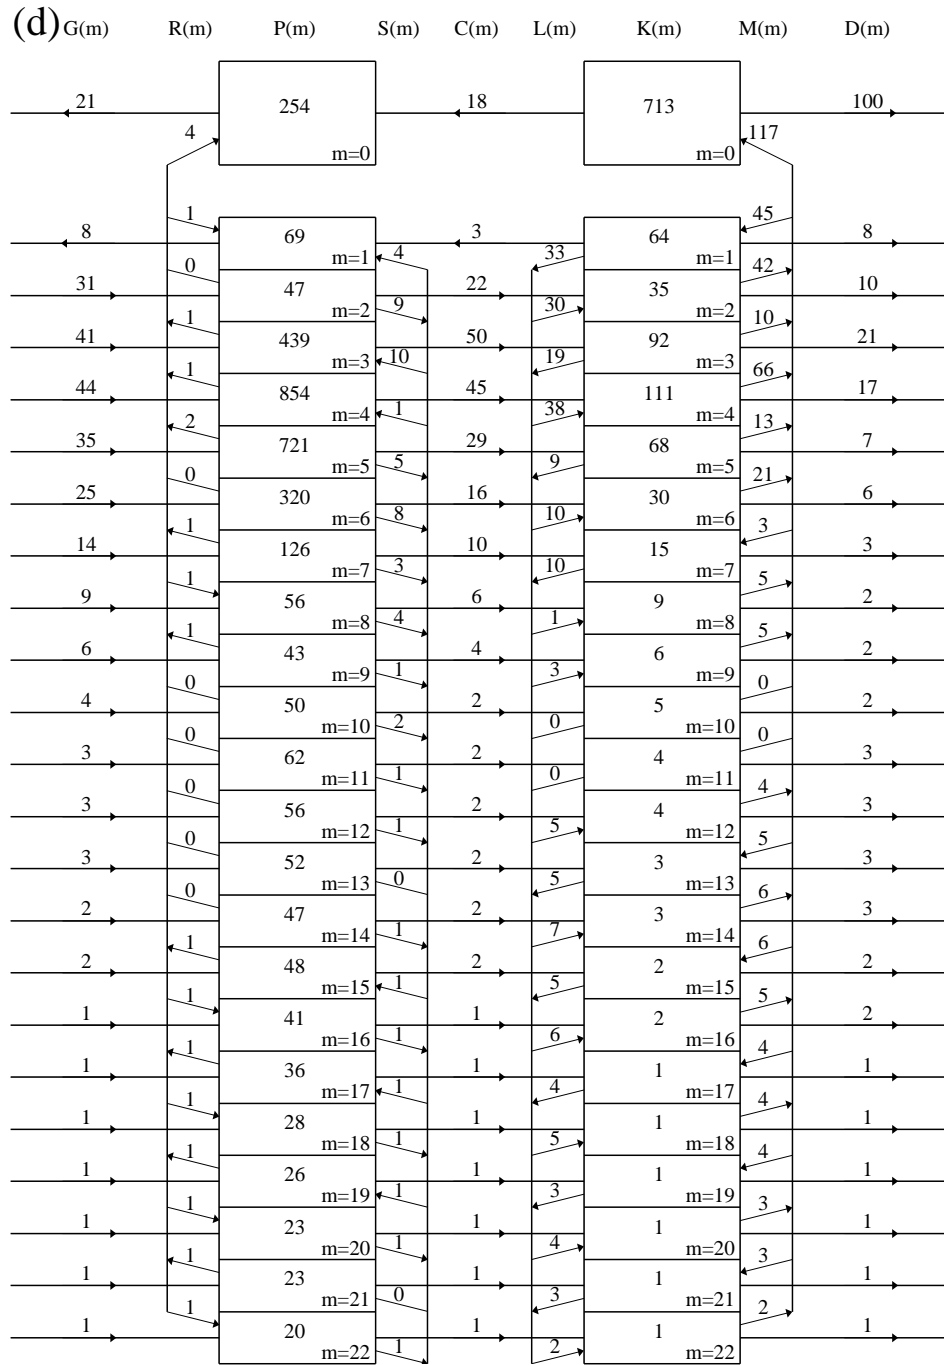 (d) G(m) R(m) P(m) S(m) C(m) L(m) K(m) M(m) D(m)
21 254 18 713 100
4 117
m=0 m=0
1 45
8 69 3 64 8
m=1 4 33 m=1
0 42
31 47 22 35 10
m=2 9 30 m=2
1 10
41 439 50 92 21
m=3 10 19 m=3
1 66
44 854 45 111 17
m=4 1 38 m=4
2 13
35 721 29 68 7
m=5 5 9 m=5
0 21
25 320 16 30 6
m=6 8 10 m=6
1 3
14 126 10 15 3
m=7 3 10 m=7
1 5
9 56 6 9 2
m=8 4 1 m=8
1 5
6 43 4 6 2
m=9 1 3 m=9
0 0
4 50 2 5 2
m=10 2 0 m=10
0 0
3 62 2 4 3
m=11 1 0 m=11
0 4
3 56 2 4 3
m=12 1 5 m=12
0 5
3 52 2 3 3
m=13 0 5 m=13
0 6
2 47 2 3 3
m=14 1 7 m=14
1 6
2 48 2 2 2
m=15 1 5 m=15
1 5
1 41 1 2 2
m=16 1 6 m=16
1 4
1 36 1 1 1
m=17 1 4 m=17
1 4
1 28 1 1 1
m=18 1 5 m=18
1 4
1 26 1 1 1
m=19 1 3 m=19
1 3
1 23 1 1 1
m=20 1 4 m=20
1 3
1 23 1 1 1
m=21 0 3 m=21
1 2
1 20 1 1 1
m=22 1 2 m=22